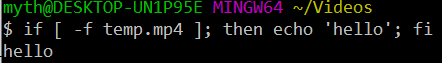 myth@DESKTOP-UN1P95E MINGW64 ~/Videos
$ if [ -f temp.mp4 ]; then echo 'hello'; fi
hello